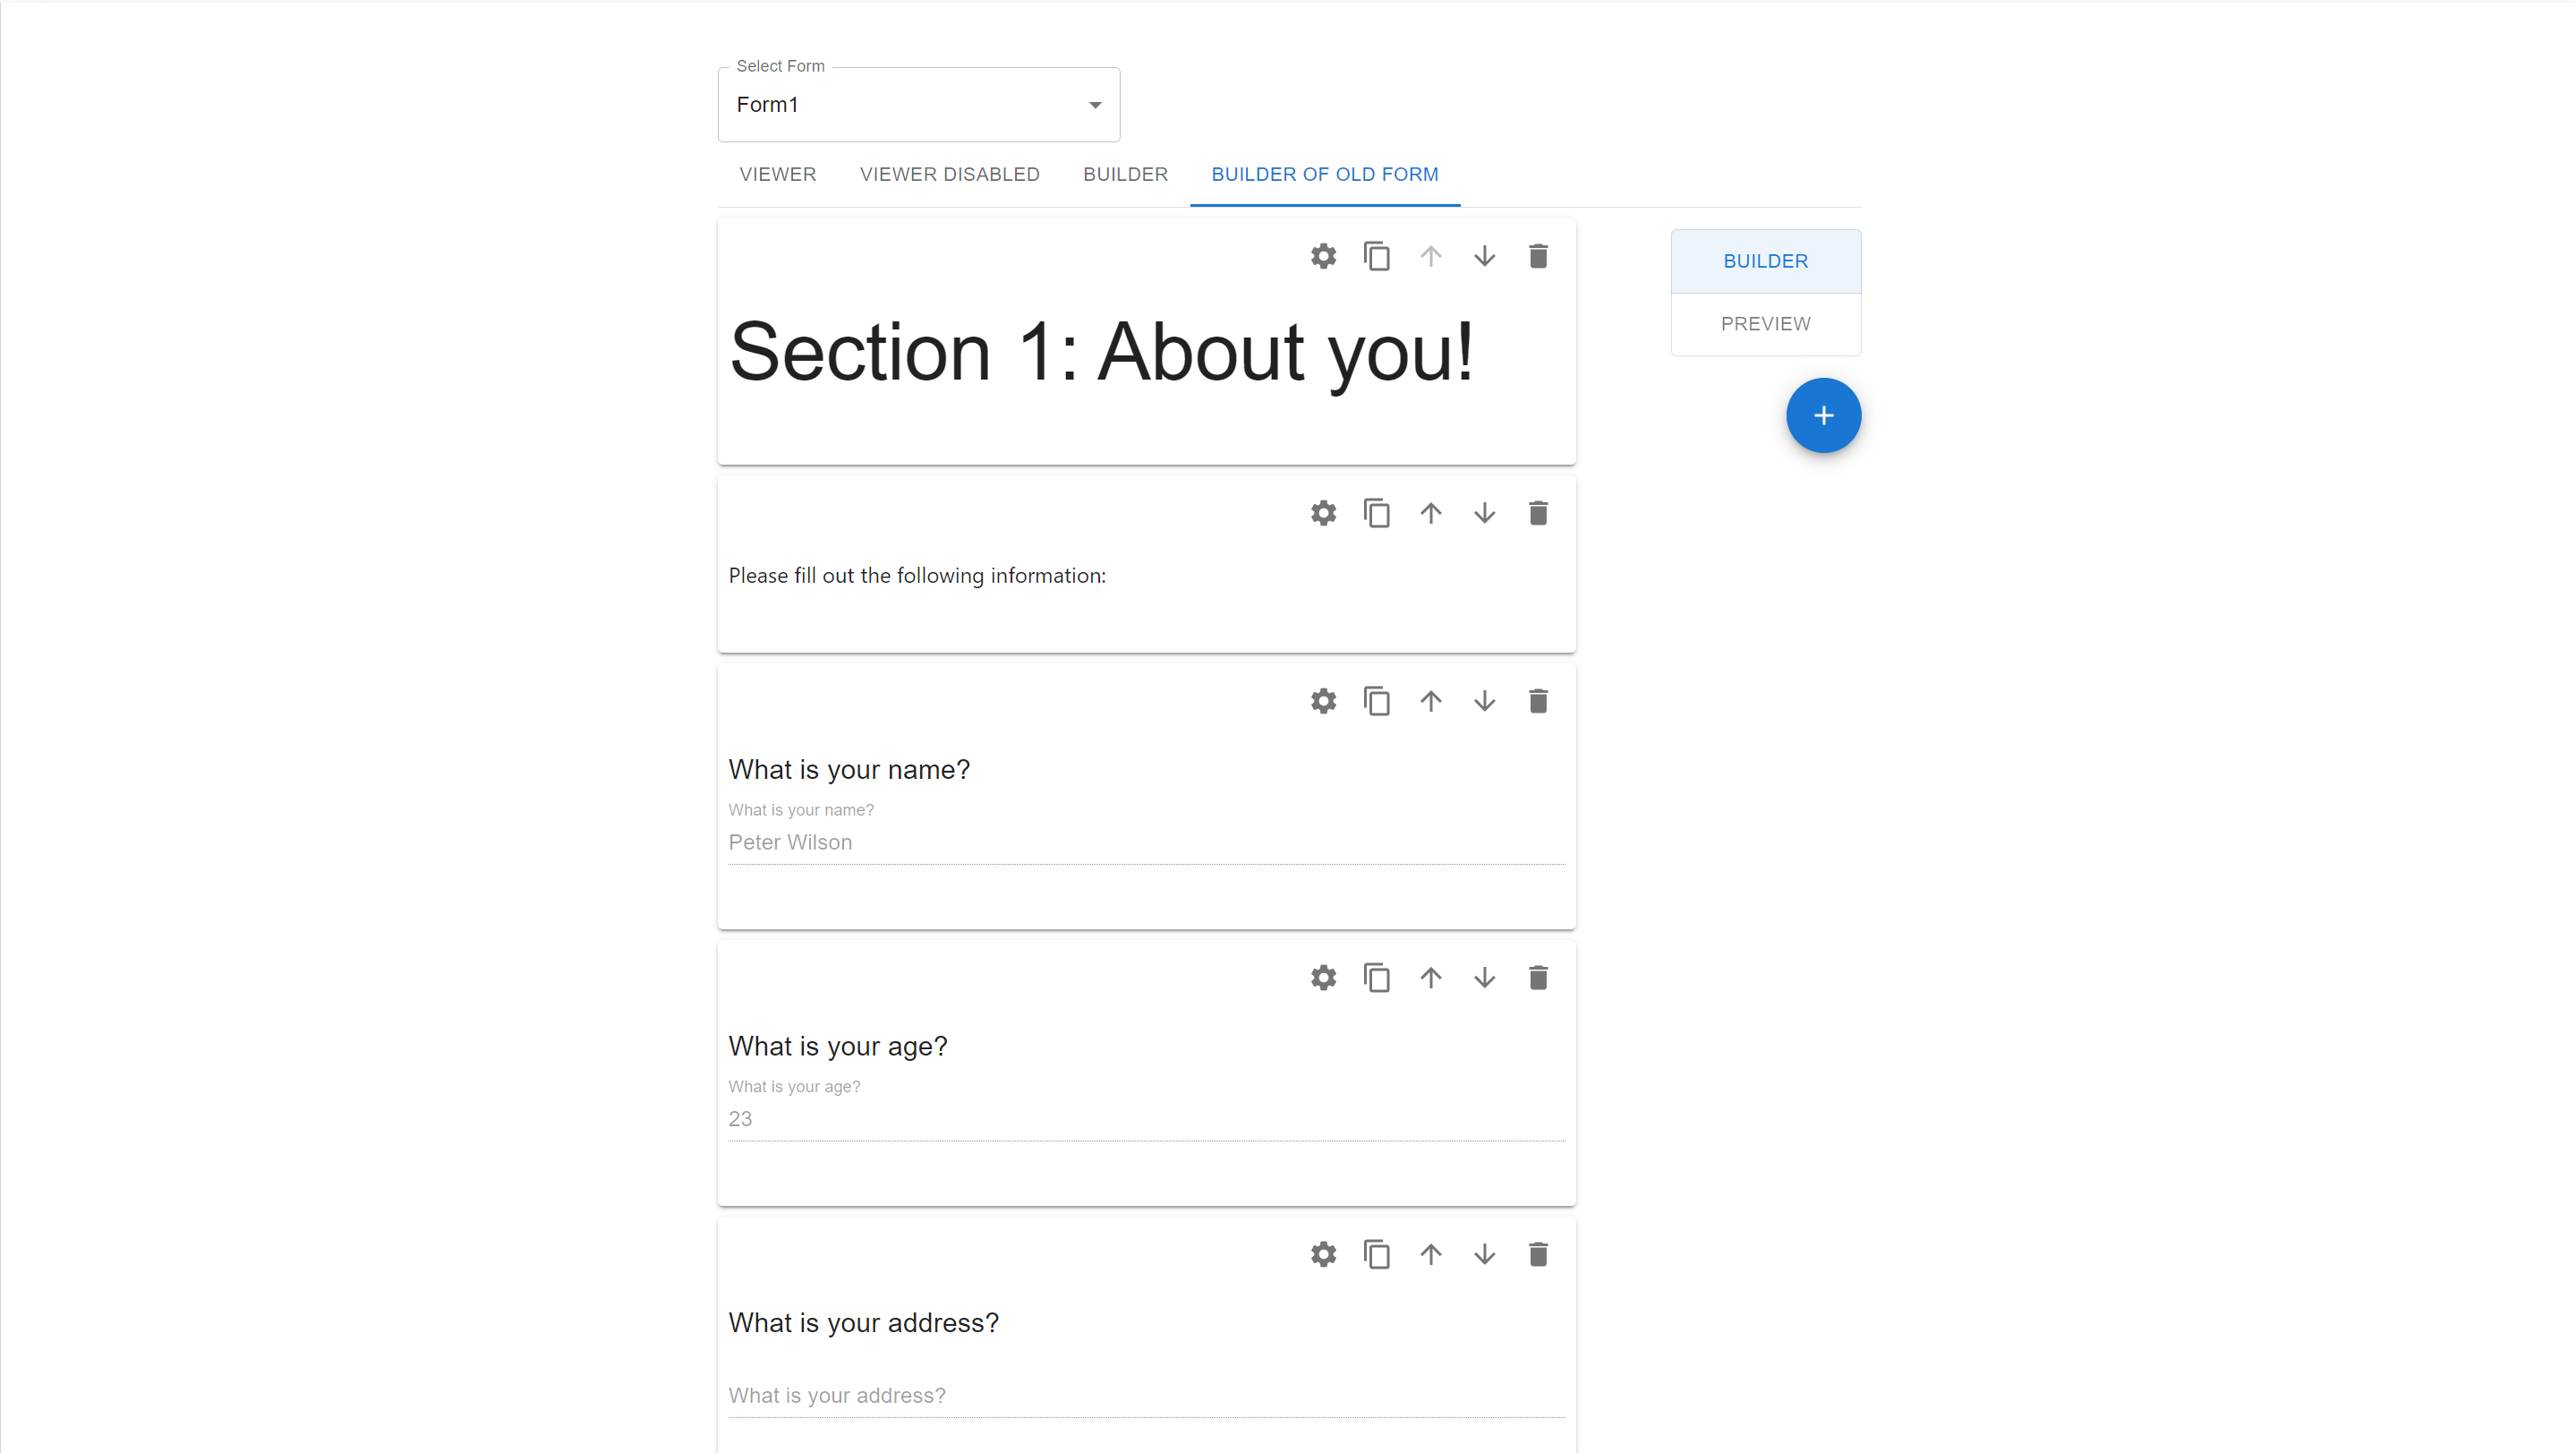 Select Form
Form1
VIEWER VIEWER DISABLED BUILDER BUILDER OF OLD FORM
BUILDER
PREVIEW
Section 1: About you!
Please fill out the following information:
What is your name?
What is your name?
Peter Wilson
What is your age?
What is your age?
23
What is your address?
What is your address?